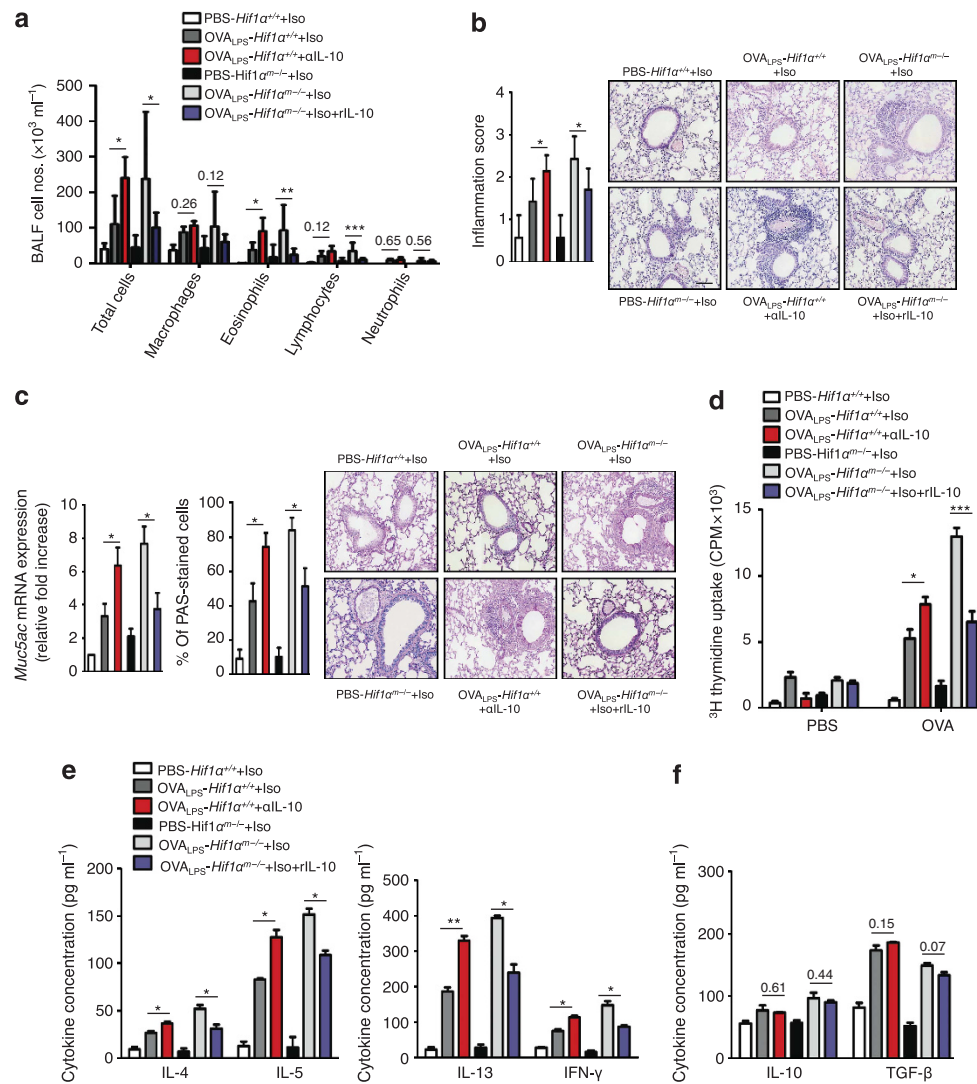 a
PBS-Hif1α+/++Iso
OVALPS-Hif1α+/++Iso
OVALPS-Hif1α+/++αIL-10
PBS-Hif1αm−/−+Iso
OVALPS-Hif1αm−/−+Iso
OVALPS-Hif1αm−/−+Iso+rIL-10
BALF cell nos. (×10³ ml⁻¹)
500
400
300
200
100
0
*
*
0.26
0.12
*
**
0.12
***
0.65
0.56
Total cells
Macrophages
Eosinophils
Lymphocytes
Neutrophils
b
Inflammation score
4
3
2
1
0
*
*
PBS-Hif1α+/++Iso
OVALPS-Hif1α+/+
+Iso
OVALPS-Hif1αm−/−
+Iso
PBS-Hif1αm−/−+Iso
OVALPS-Hif1α+/+
+αIL-10
OVALPS-Hif1αm−/−
+Iso+rIL-10
c
Muc5ac mRNA expression
(relative fold increase)
10
8
6
4
2
0
*
*
% Of PAS-stained cells
100
80
60
40
20
0
*
*
PBS-Hif1α+/++Iso
OVALPS-Hif1α+/+
+Iso
OVALPS-Hif1αm−/−
+Iso
PBS-Hif1αm−/−+Iso
OVALPS-Hif1α+/+
+αIL-10
OVALPS-Hif1αm−/−
+Iso+rIL-10
d
PBS-Hif1α+/++Iso
OVALPS-Hif1α+/++Iso
OVALPS-Hif1α+/++αIL-10
PBS-Hif1αm−/−+Iso
OVALPS-Hif1αm−/−+Iso
OVALPS-Hif1αm−/−+Iso+rIL-10
³H thymidine uptake (CPM×10³)
15
10
5
0
*
***
PBS
OVA
e
PBS-Hif1α+/++Iso
OVALPS-Hif1α+/++Iso
OVALPS-Hif1α+/++αIL-10
PBS-Hif1αm−/−+Iso
OVALPS-Hif1αm−/−+Iso
OVALPS-Hif1αm−/−+Iso+rIL-10
Cytokine concentration (pg ml⁻¹)
200
150
100
50
0
*
*
*
*
IL-4
IL-5
Cytokine concentration (pg ml⁻¹)
500
400
300
200
100
0
**
*
*
*
IL-13
IFN-γ
f
Cytokine concentration (pg ml⁻¹)
300
200
100
0
0.61
0.44
0.15
0.07
IL-10
TGF-β